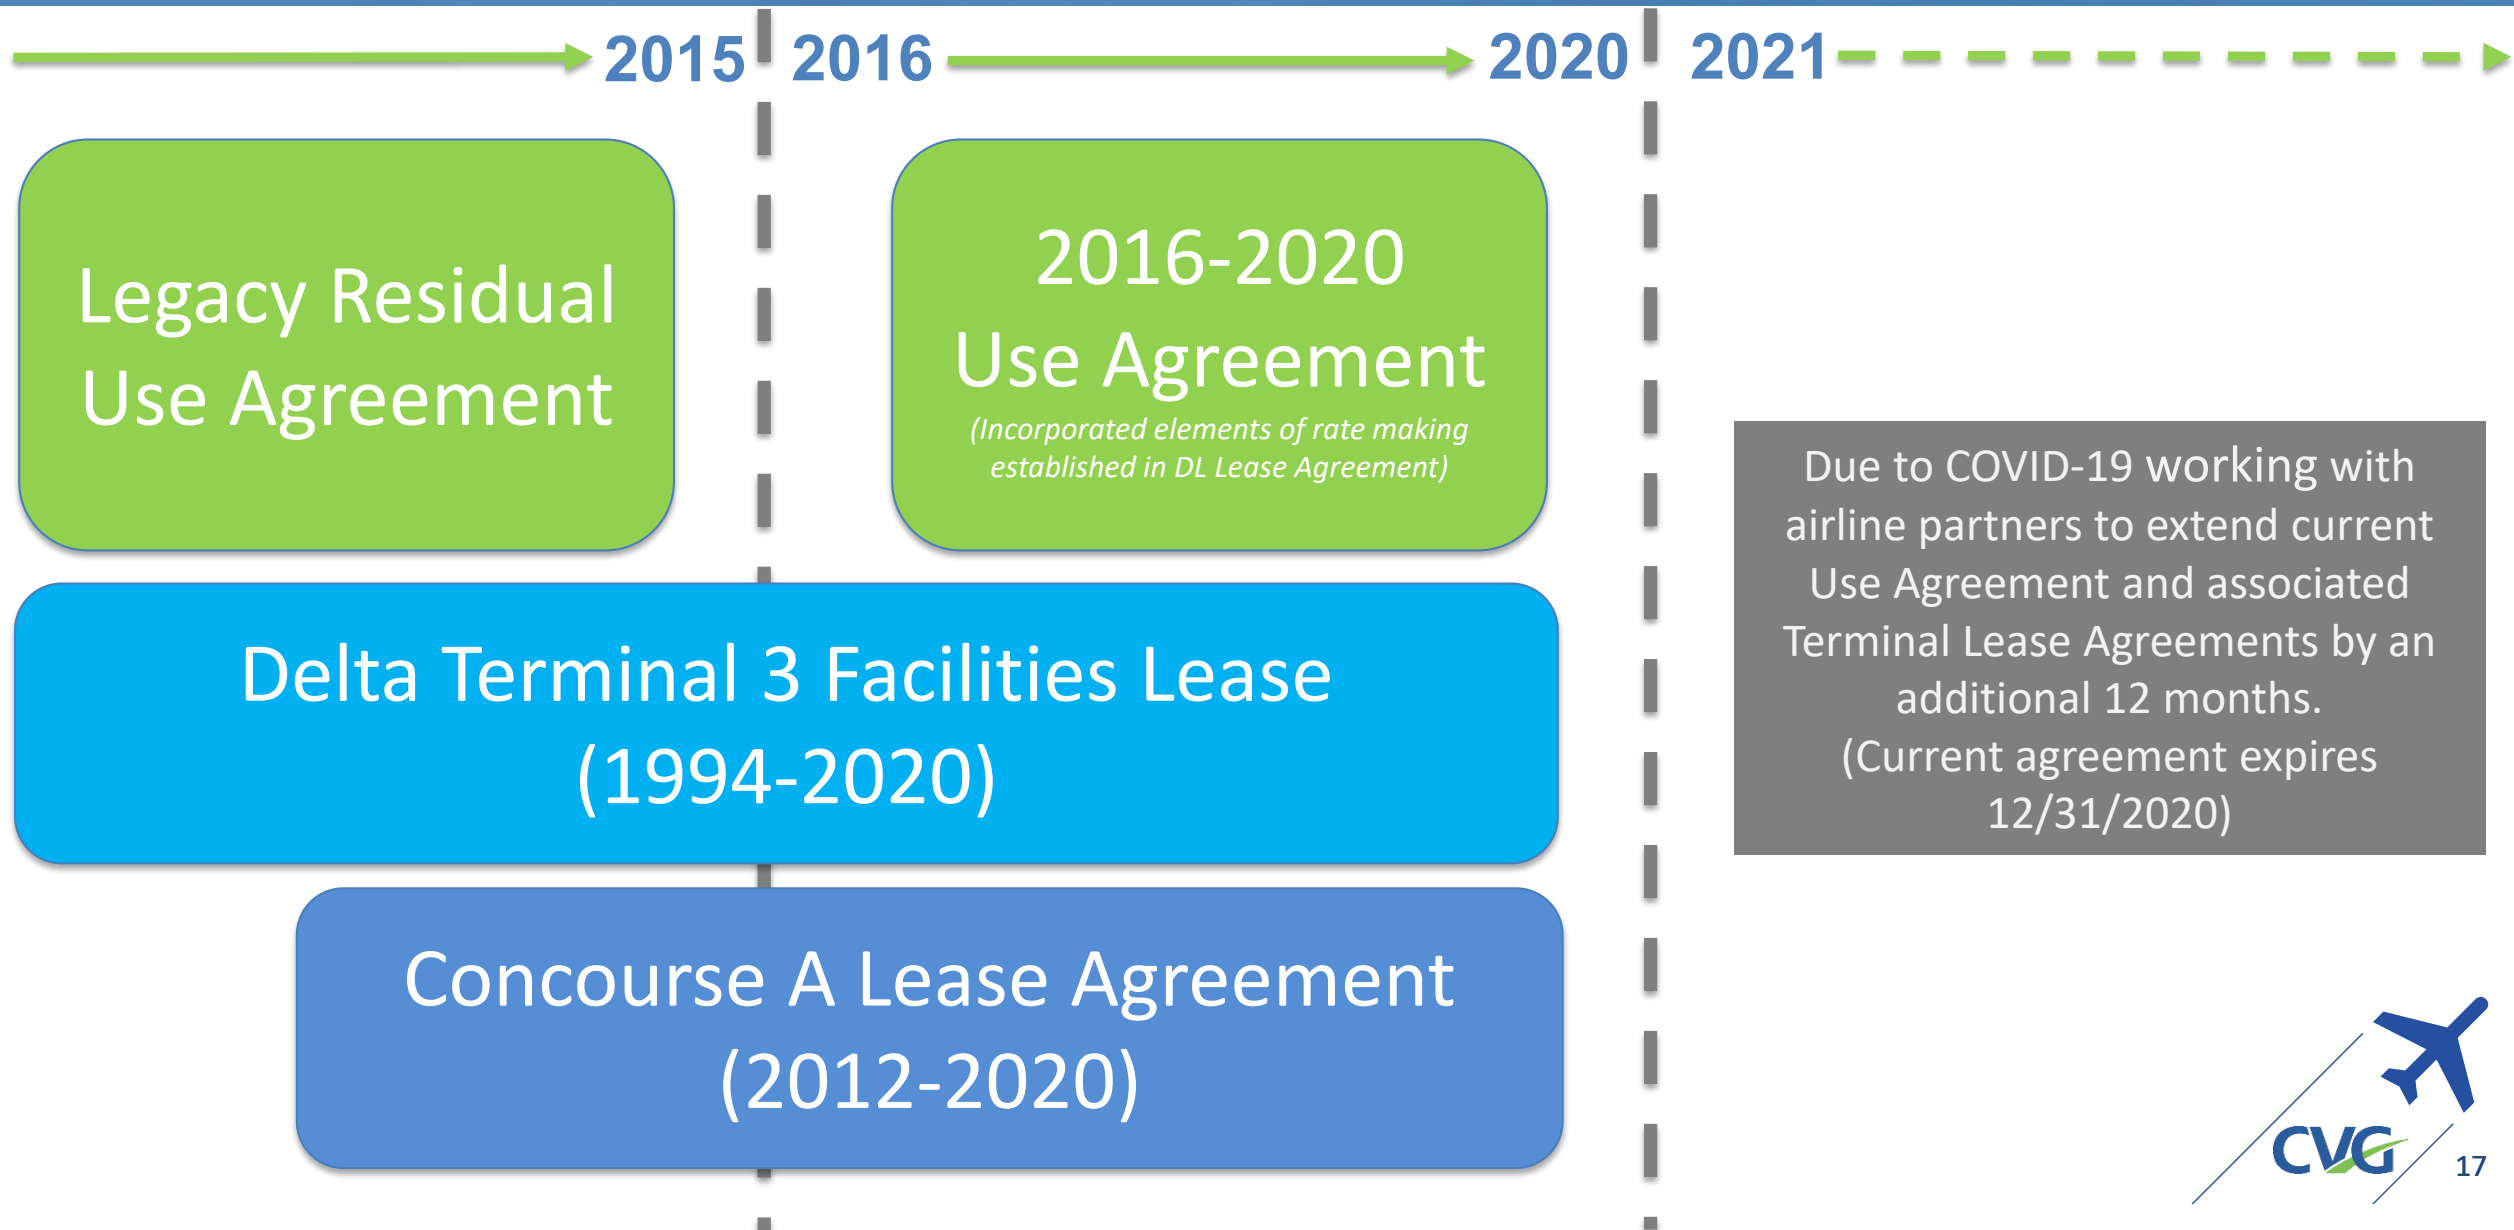 2015
2016
2020
2021
Legacy Residual
Use Agreement
2016-2020
Use Agreement
(Incorporated elements of rate making
established in DL Lease Agreement)
Delta Terminal 3 Facilities Lease
(1994-2020)
Concourse A Lease Agreement
(2012-2020)
Due to COVID-19 working with
airline partners to extend current
Use Agreement and associated
Terminal Lease Agreements by an
additional 12 months.
(Current agreement expires
12/31/2020)
CVG
17